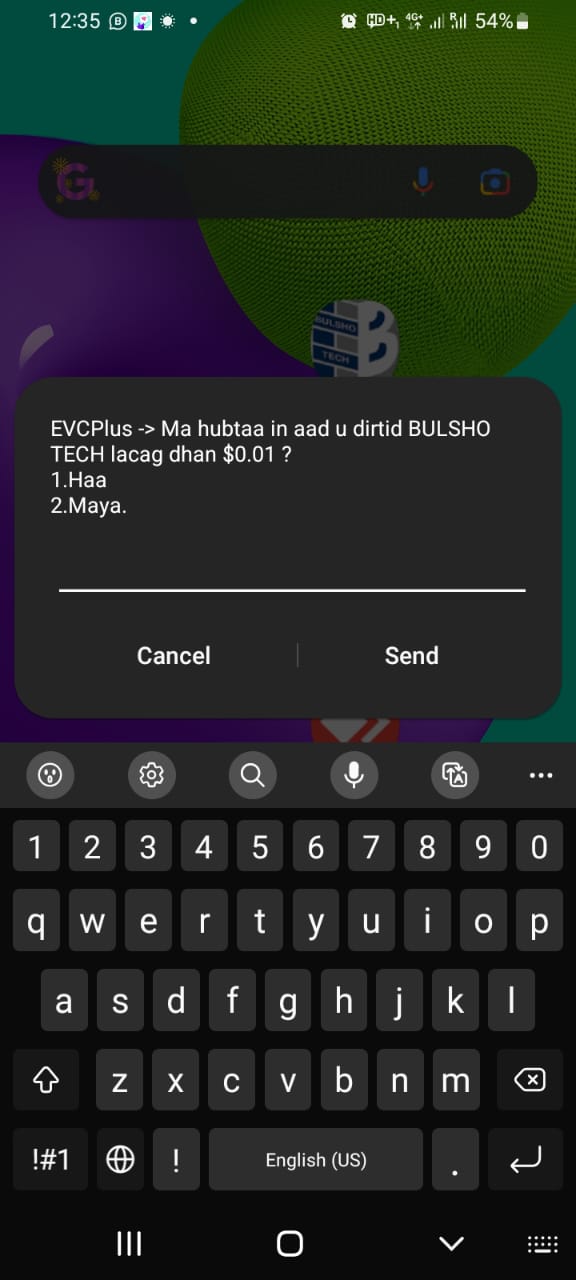 12:35
4G+ R 54%
G
BULSHO
TECH
EVCPlus -> Ma hubtaa in aad u dirtid BULSHO
TECH lacag dhan $0.01 ?
1.Haa
2.Maya.
Cancel
Send
1 2 3 4 5 6 7 8 9 0
q w e r t y u i o p
a s d f g h j k l
z x c v b n m
!#1 ! English (US) .